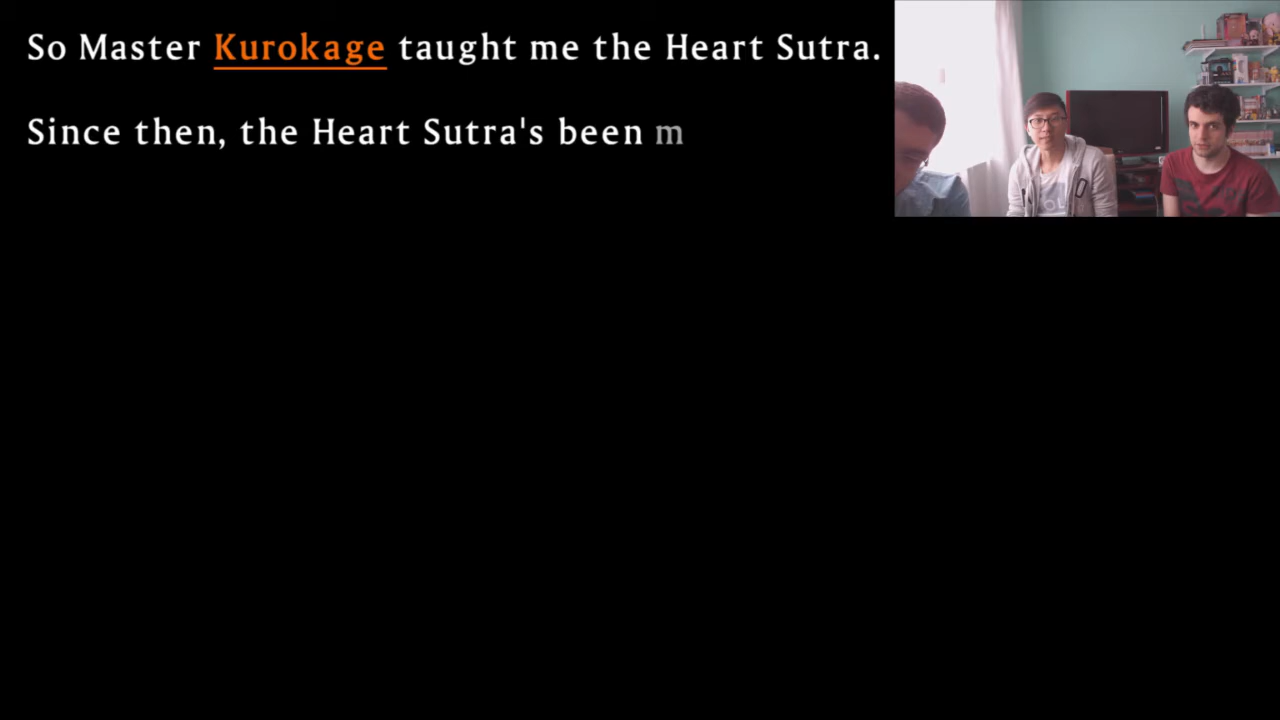 So Master Kurokage taught me the Heart Sutra.
Since then, the Heart Sutra's been m